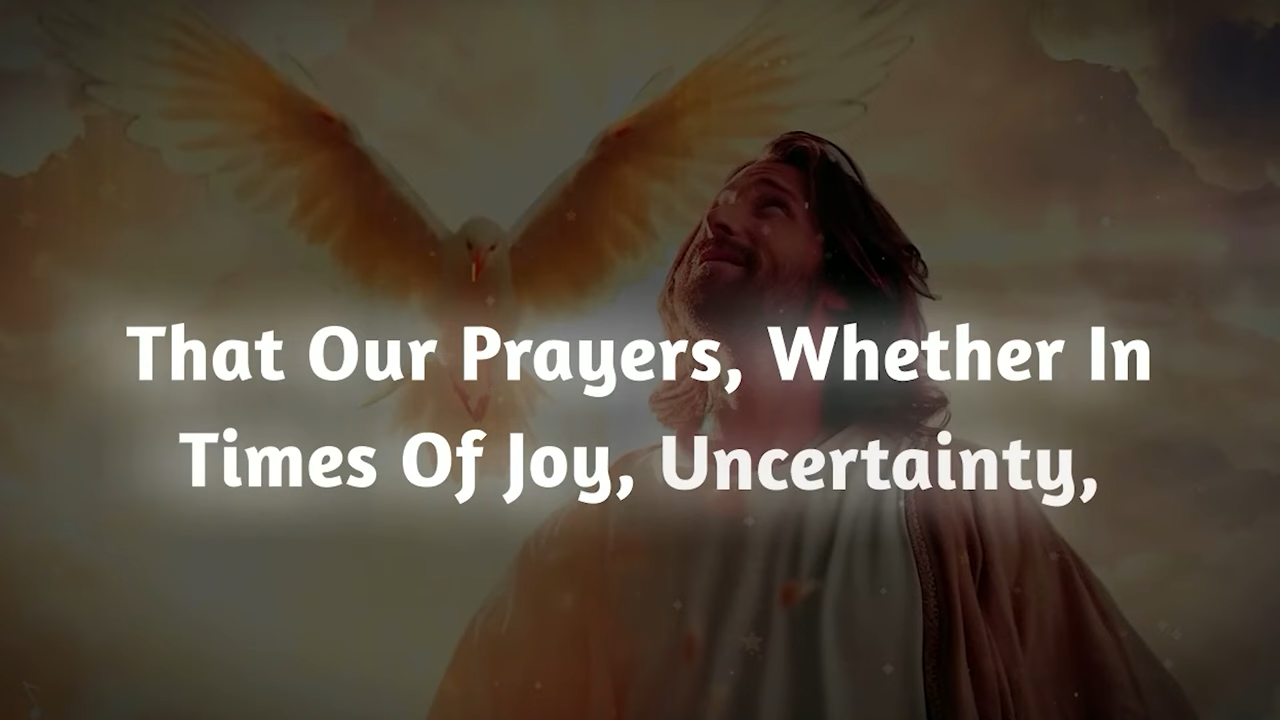 That Our Prayers, Whether In
Times Of Joy, Uncertainty,